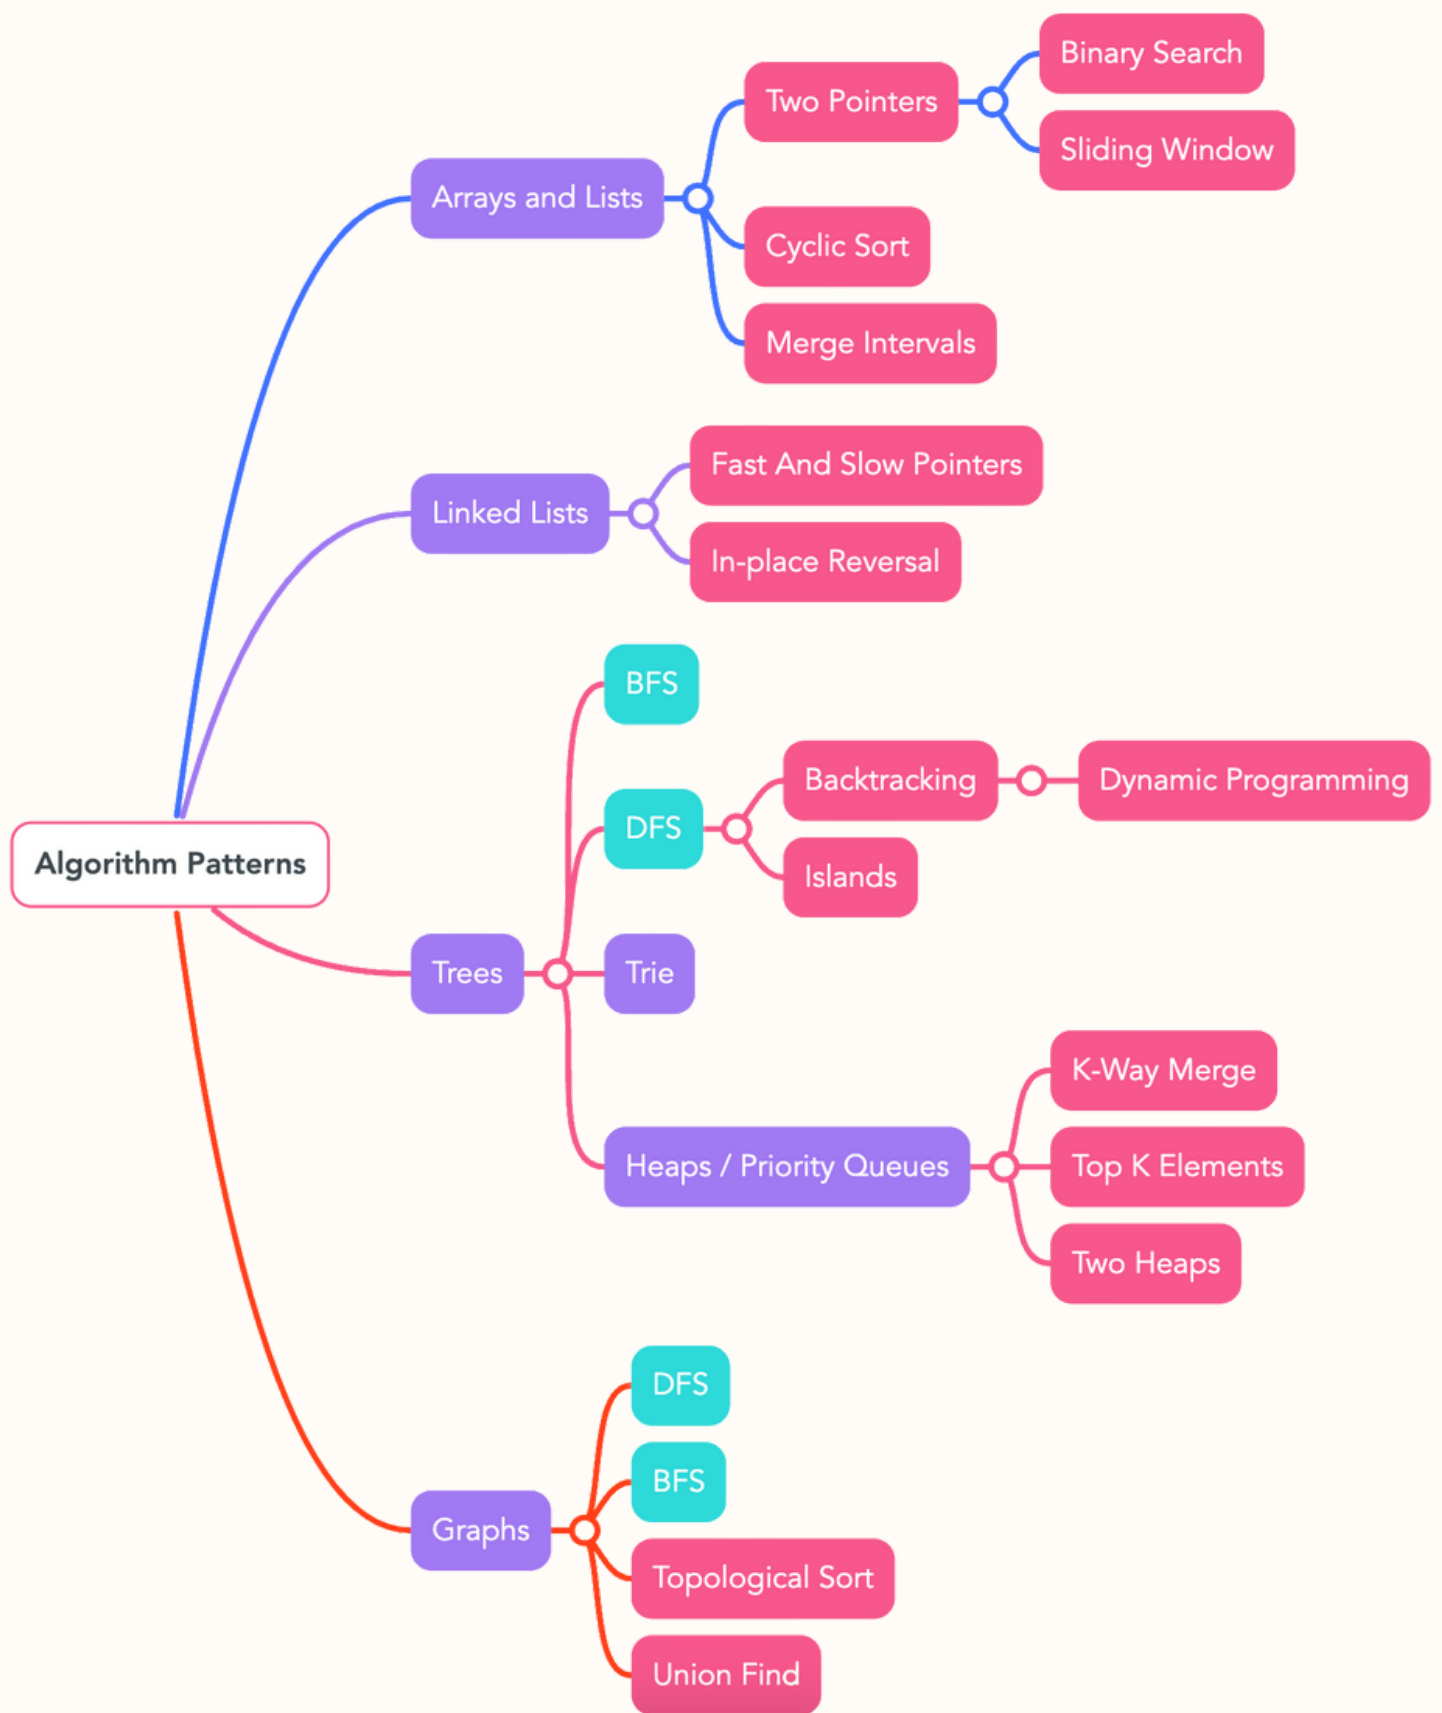 Algorithm Patterns
Arrays and Lists
Two Pointers
Binary Search
Sliding Window
Cyclic Sort
Merge Intervals
Linked Lists
Fast And Slow Pointers
In-place Reversal
Trees
BFS
DFS
Backtracking
Dynamic Programming
Islands
Trie
Heaps / Priority Queues
K-Way Merge
Top K Elements
Two Heaps
Graphs
DFS
BFS
Topological Sort
Union Find